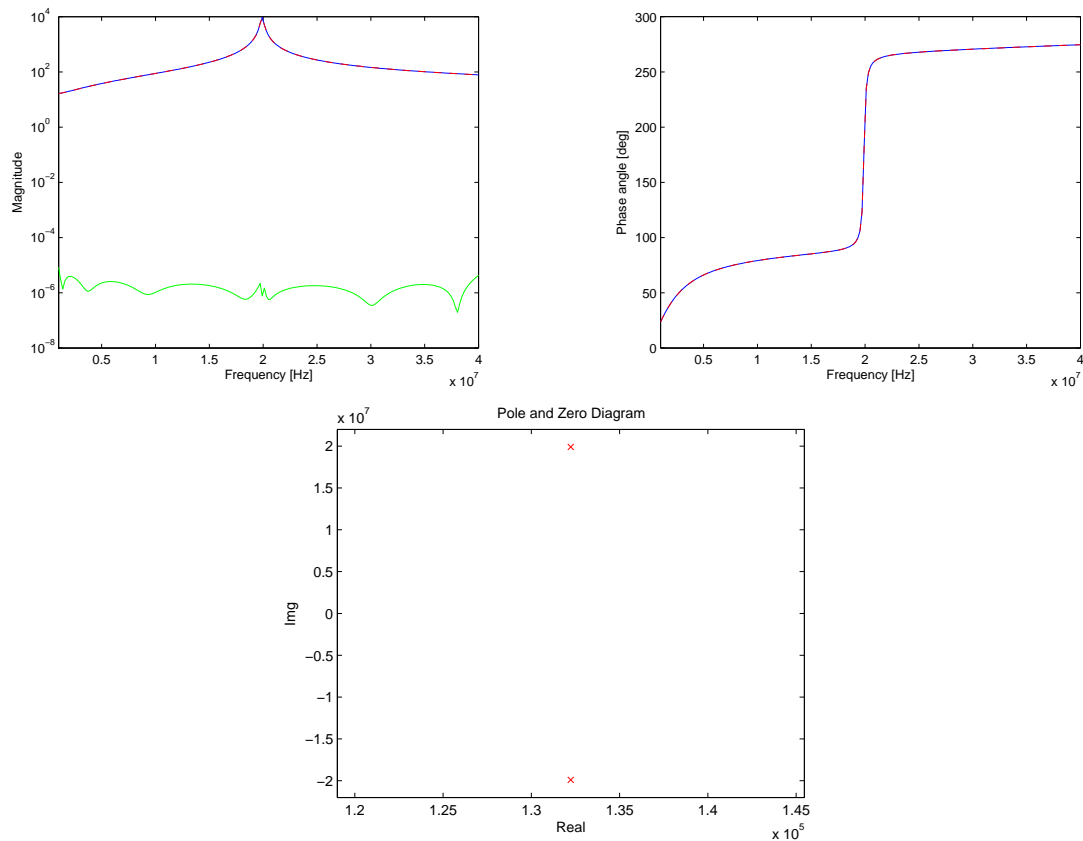 10^4
10^2
10^0
10^−2
10^−4
10^−6
10^−8
Magnitude
0.5 1 1.5 2 2.5 3 3.5 4
Frequency [Hz]
x 10^7
300
250
200
150
100
50
0
Phase angle [deg]
0.5 1 1.5 2 2.5 3 3.5 4
Frequency [Hz]
x 10^7
Pole and Zero Diagram
x 10^7
2
1.5
1
0.5
0
−0.5
−1
−1.5
−2
Img
1.2 1.25 1.3 1.35 1.4 1.45
Real
x 10^5